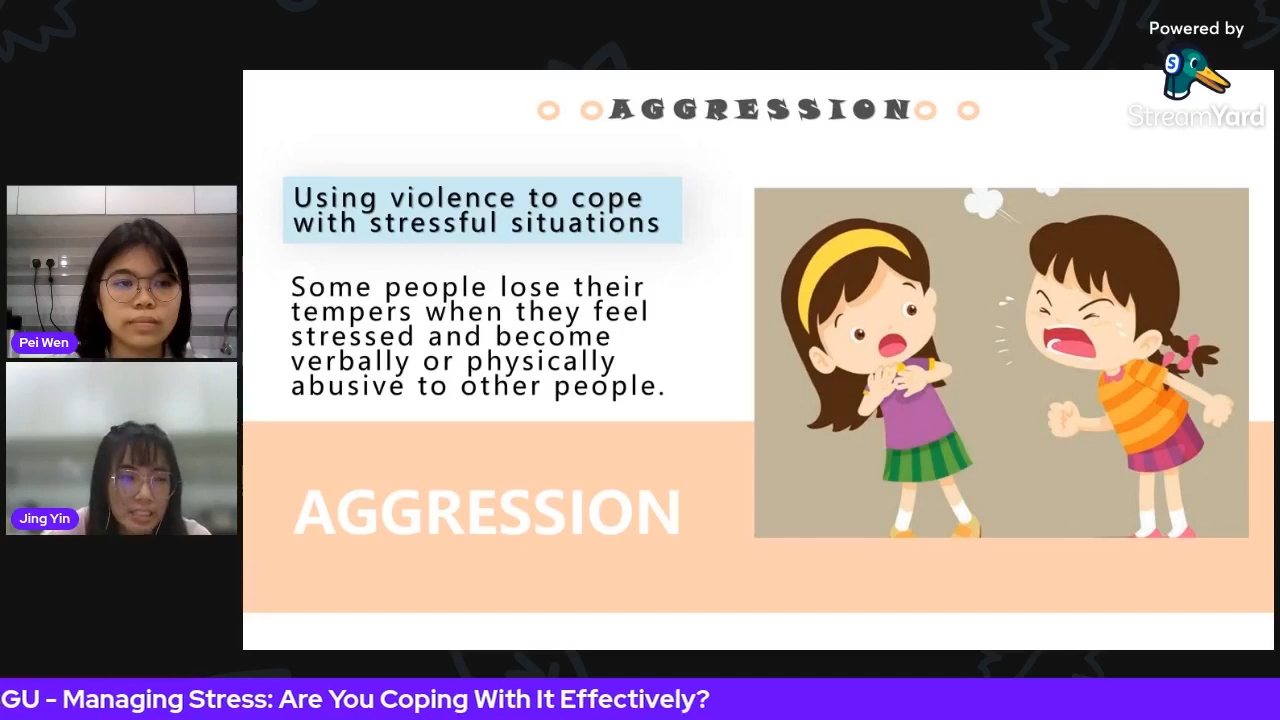 Powered by
StreamYard
AGGRESSION
Using violence to cope
with stressful situations
Some people lose their
tempers when they feel
stressed and become
verbally or physically
abusive to other people.
AGGRESSION
Pei Wen
Jing Yin
GU - Managing Stress: Are You Coping With It Effectively?